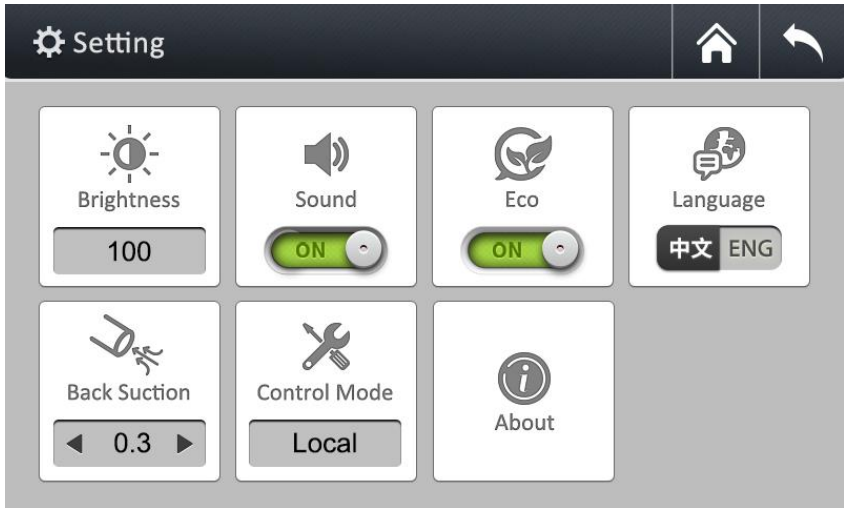 Setting
Brightness
Sound
Eco
Language
100
ON
ON
中文 ENG
Back Suction
Control Mode
About
0.3
Local